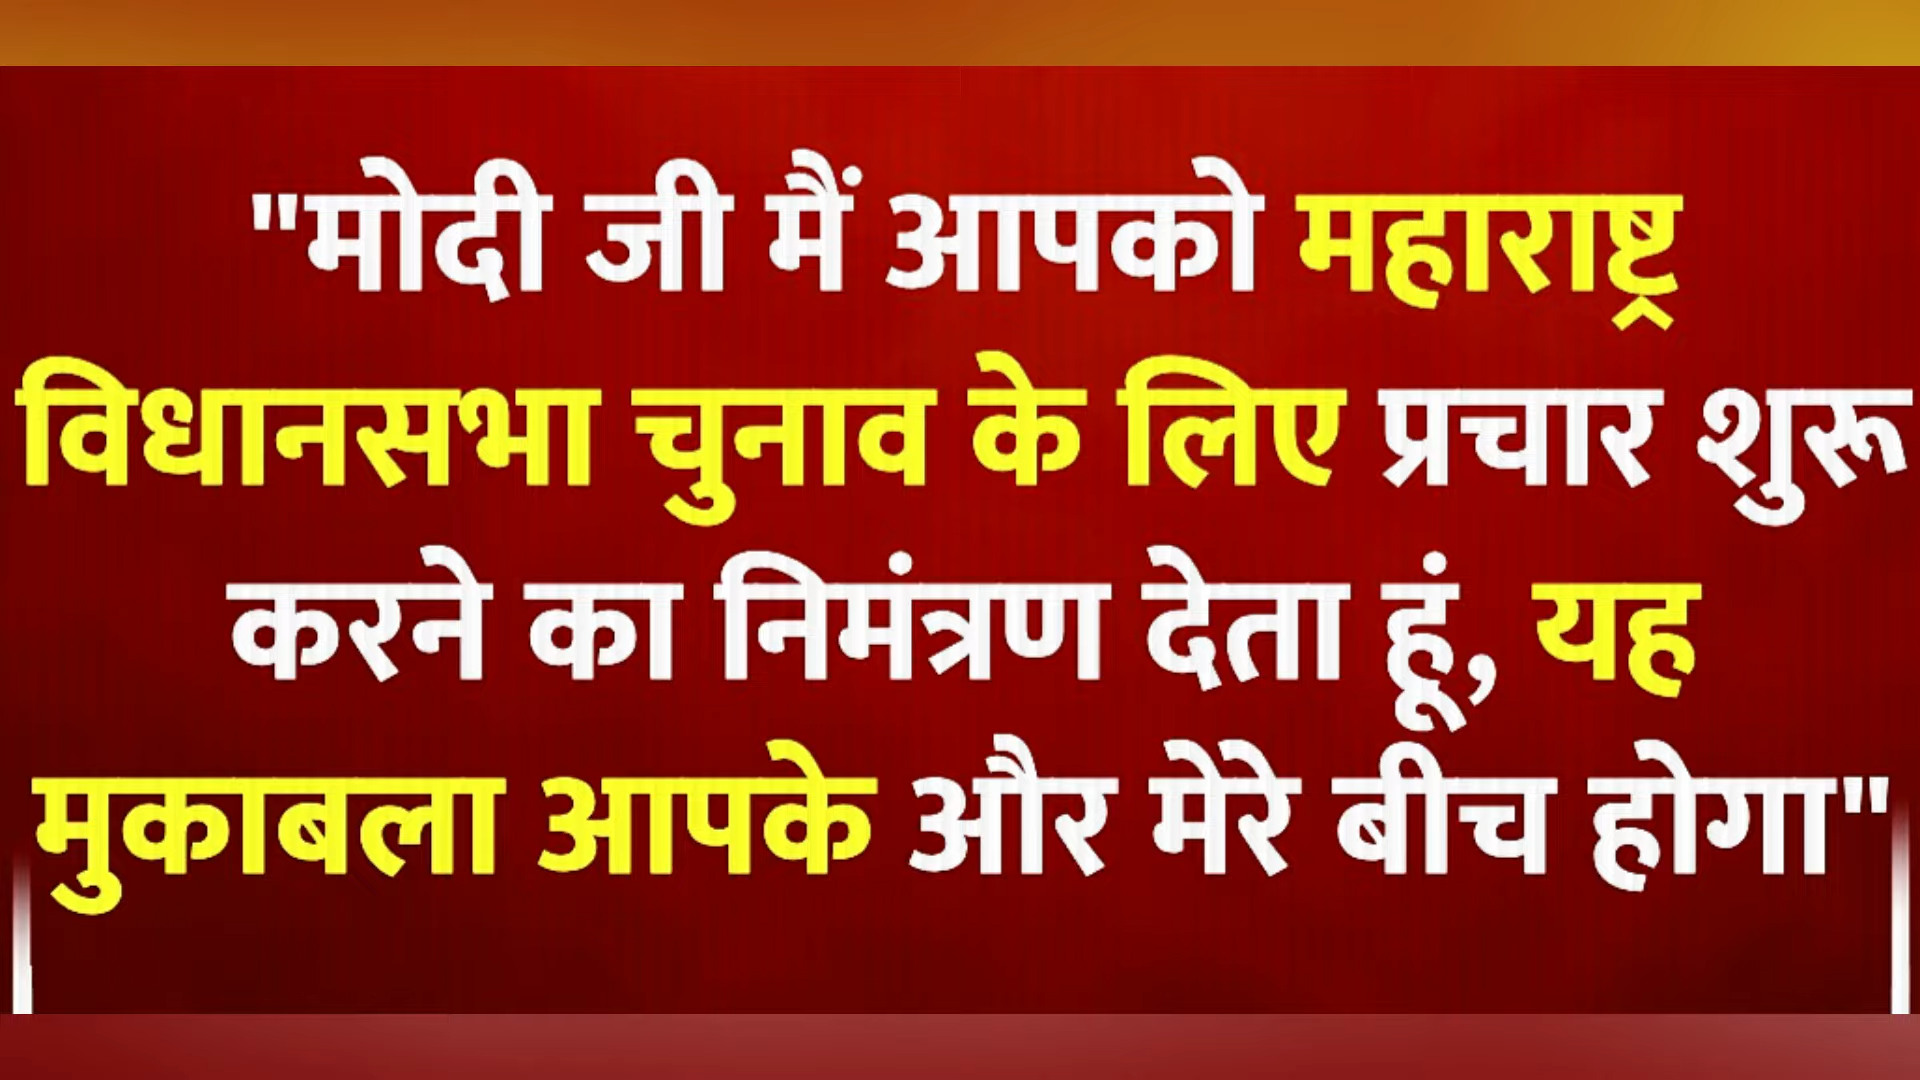 "मोदी जी मैं आपको महाराष्ट्र
विधानसभा चुनाव के लिए प्रचार शुरू
करने का निमंत्रण देता हूं, यह
मुकाबला आपके और मेरे बीच होगा"